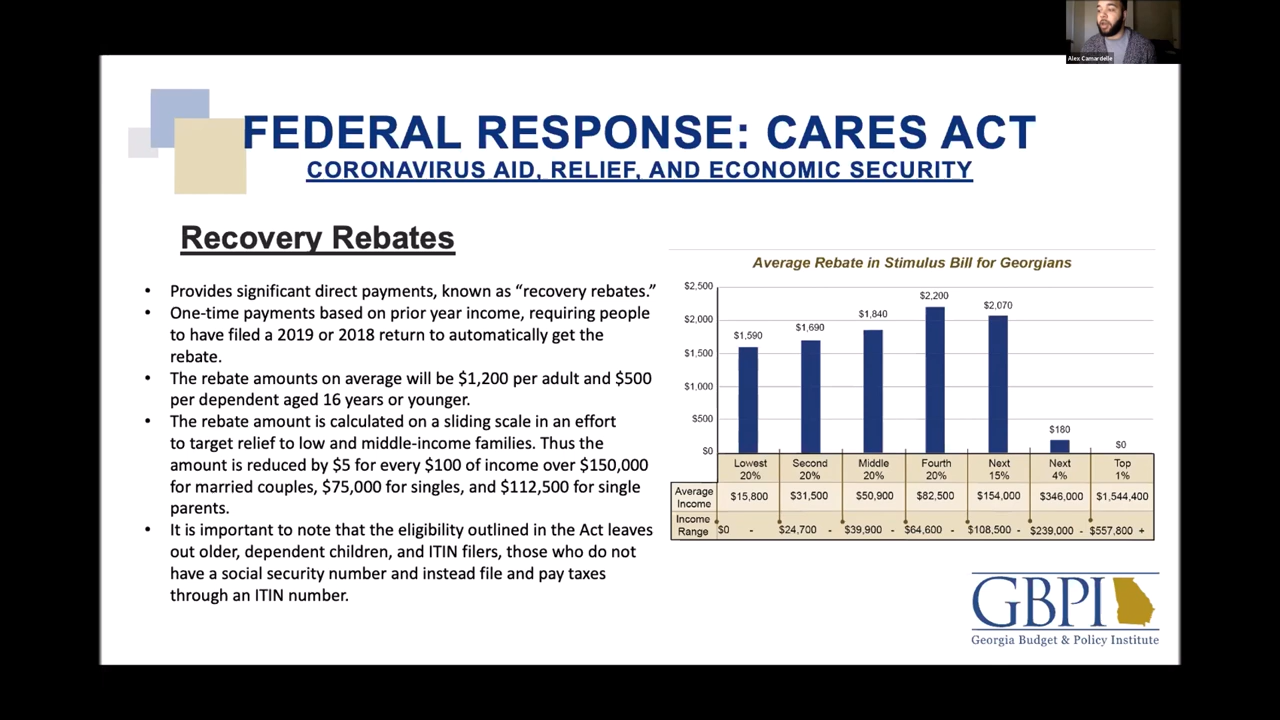 Alex Camardelle
FEDERAL RESPONSE: CARES ACT
CORONAVIRUS AID, RELIEF, AND ECONOMIC SECURITY
Recovery Rebates
• Provides significant direct payments, known as “recovery rebates.”
• One-time payments based on prior year income, requiring people
to have filed a 2019 or 2018 return to automatically get the
rebate.
• The rebate amounts on average will be $1,200 per adult and $500
per dependent aged 16 years or younger.
• The rebate amount is calculated on a sliding scale in an effort
to target relief to low and middle-income families. Thus the
amount is reduced by $5 for every $100 of income over $150,000
for married couples, $75,000 for singles, and $112,500 for single
parents.
• It is important to note that the eligibility outlined in the Act leaves
out older, dependent children, and ITIN filers, those who do not
have a social security number and instead file and pay taxes
through an ITIN number.
Average Rebate in Stimulus Bill for Georgians
$2,500
$2,000
$1,500
$1,000
$500
$0
$1,590
$1,690
$1,840
$2,200
$2,070
$180
$0
Lowest 20% Second 20% Middle 20% Fourth 20% Next 15% Next 4% Top 1%
Average Income $15,800 $31,500 $50,900 $82,500 $154,000 $346,000 $1,544,400
Income Range $0 - $24,700 - $39,900 - $64,600 - $108,500 - $239,000 - $557,800 +
GBPI
Georgia Budget & Policy Institute